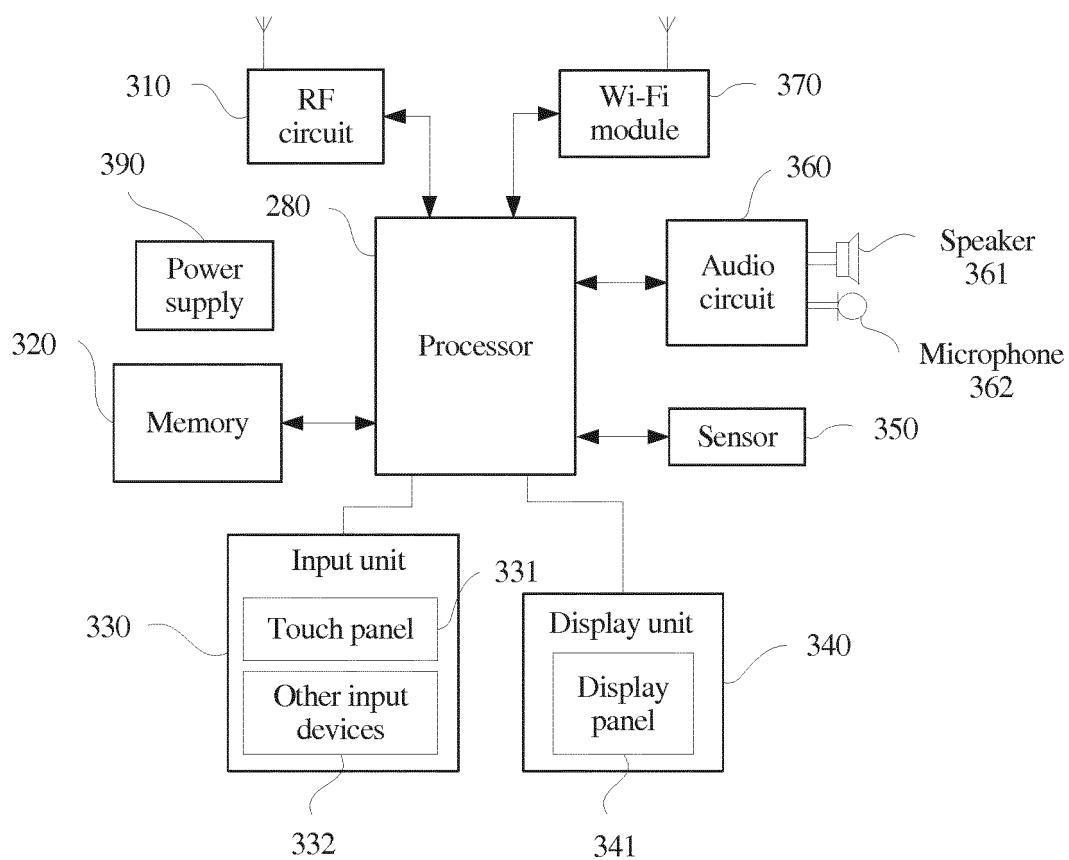 310
RF
circuit
Wi-Fi
module
370
390
280
360
Power
supply
Audio
circuit
Speaker
361
320
Processor
Microphone
362
Memory
Sensor
350
Input unit
331
330
Touch panel
Display unit
340
Other input
devices
Display
panel
332
341